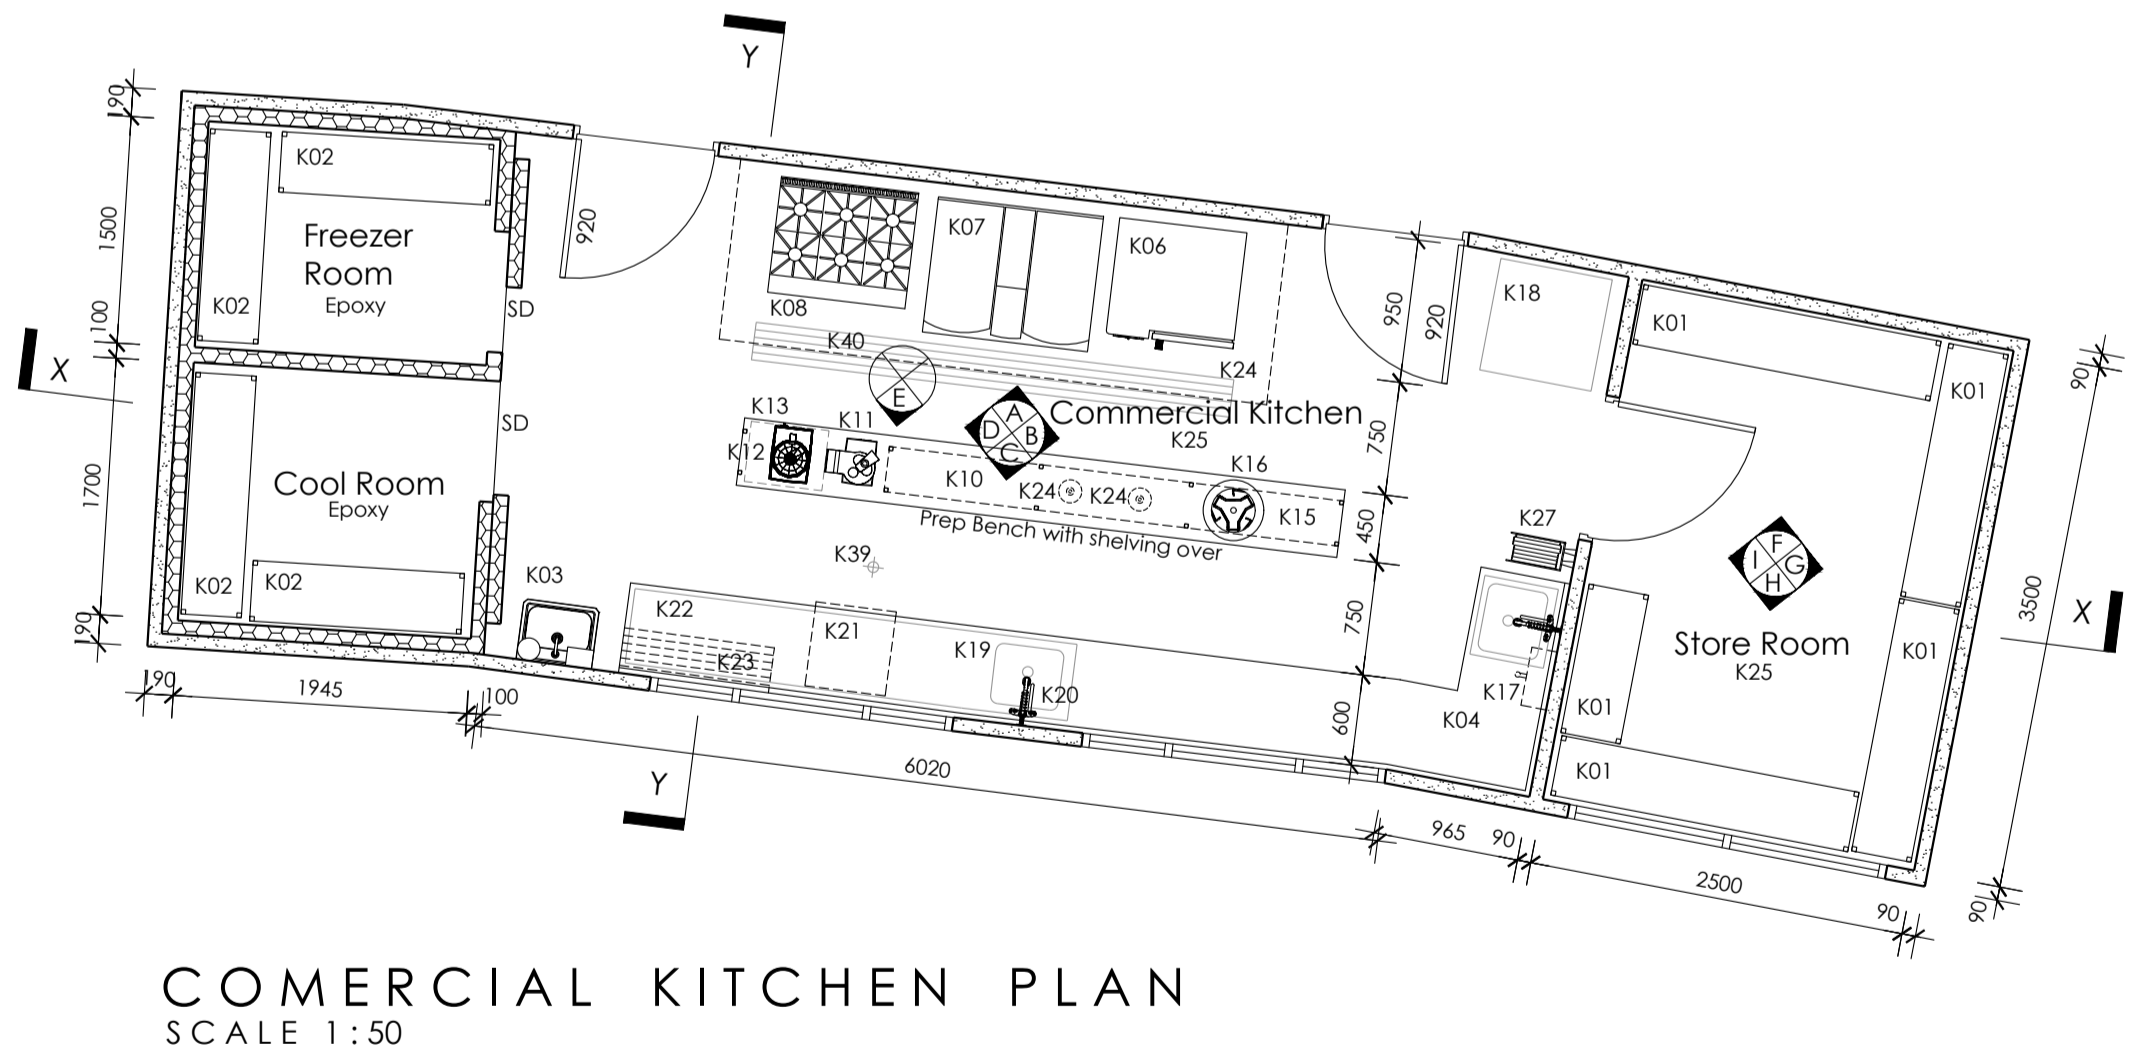 Y
190
K02
920
1500
Freezer
Room
Epoxy
K02
SD
K07
K06
K08
K40
K24
950
920
K18
K01
K01
90
100
X
E
K13
K11
A
D
B
C
Commercial Kitchen
K25
750
SD
K12
K10
K24
K24
K16
K15
450
Prep Bench with shelving over
Cool Room
Epoxy
1700
K39
K27
F
I
G
H
3500
X
K02
K02
K03
K22
K21
K23
K19
K20
750
600
K17
K04
Store Room
K25
K01
K01
K01
190
190
1945
100
6020
Y
965
90
2500
90
90
COMERCIAL KITCHEN PLAN
SCALE 1:50